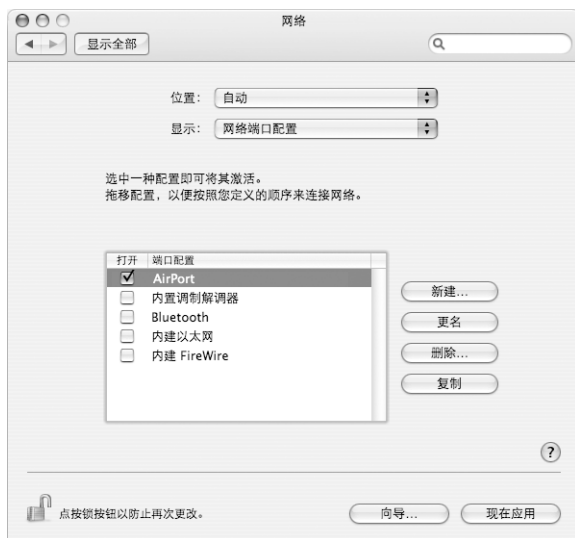 网络
显示全部
位置： 自动
显示： 网络端口配置
选中一种配置即可将其激活。
拖移配置，以便按照您定义的顺序来连接网络。
打开 端口配置
AirPort
内置调制解调器
Bluetooth
内建以太网
内建 FireWire
新建...
更名
删除...
复制
?
点按锁按钮以防止再次更改。
向导...
现在应用